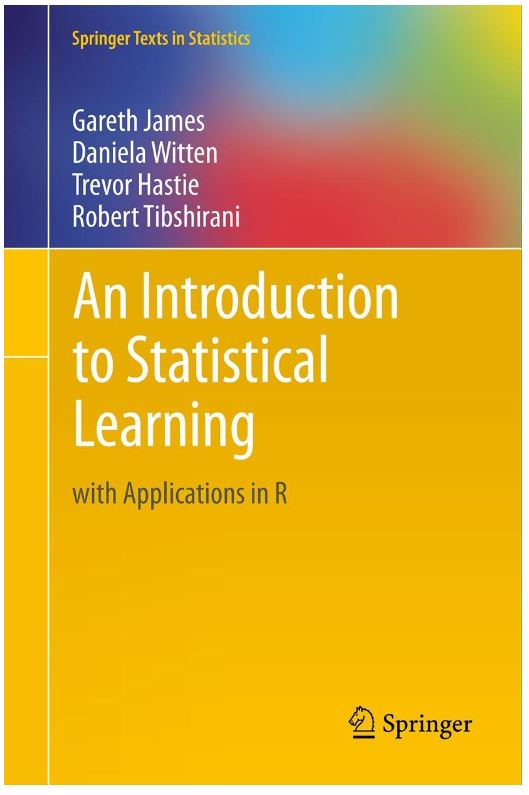 Springer Texts in Statistics
Gareth James
Daniela Witten
Trevor Hastie
Robert Tibshirani
An Introduction
to Statistical
Learning
with Applications in R
Springer